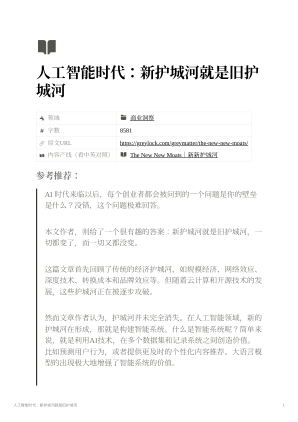 人工智能时代：新护城河就是旧护
城河
领域 商业洞察
# 字数 8581
原文URL https://greylock.com/greymatter/the-new-new-moats/
内容产线（看中英对照） The New New Moats｜新新护城河
参考推荐：
AI 时代来临以后，每个创业者都会被问到的一个问题是你的壁垒
是什么？没错，这个问题极难回答。
本文作者，则给了一个很有趣的答案：新护城河就是旧护城河，一
切都变了，而一切又都没变。
这篇文章首先回顾了传统的经济护城河，如规模经济、网络效应、
深度技术、转换成本和品牌效应等。但随着云计算和开源技术的发
展，这些护城河正在被逐步攻破。
然而文章作者认为，护城河并未完全消失。在人工智能领域，新的
护城河在形成，那就是构建智能系统。什么是智能系统呢？简单来
说，就是利用AI技术，在多个数据集和记录系统之间创造价值。
比如预测用户行为，或者提供更及时的个性化内容推荐。大语言模
型的出现极大地增强了智能系统的价值。
人工智能时代：新护城河就是旧护城河 1